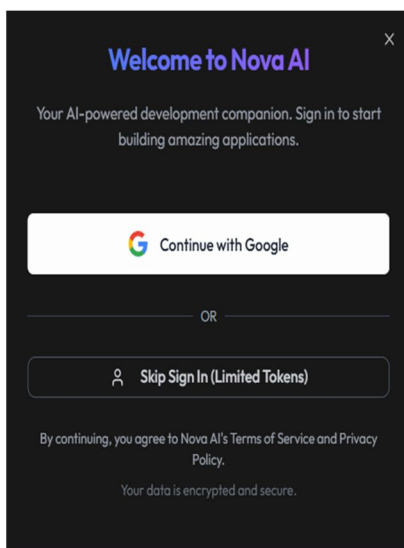 Welcome to Nova AI
Your AI-powered development companion. Sign in to start
building amazing applications.
Continue with Google
OR
Skip Sign In (Limited Tokens)
By continuing, you agree to Nova AI's Terms of Service and Privacy
Policy.
Your data is encrypted and secure.